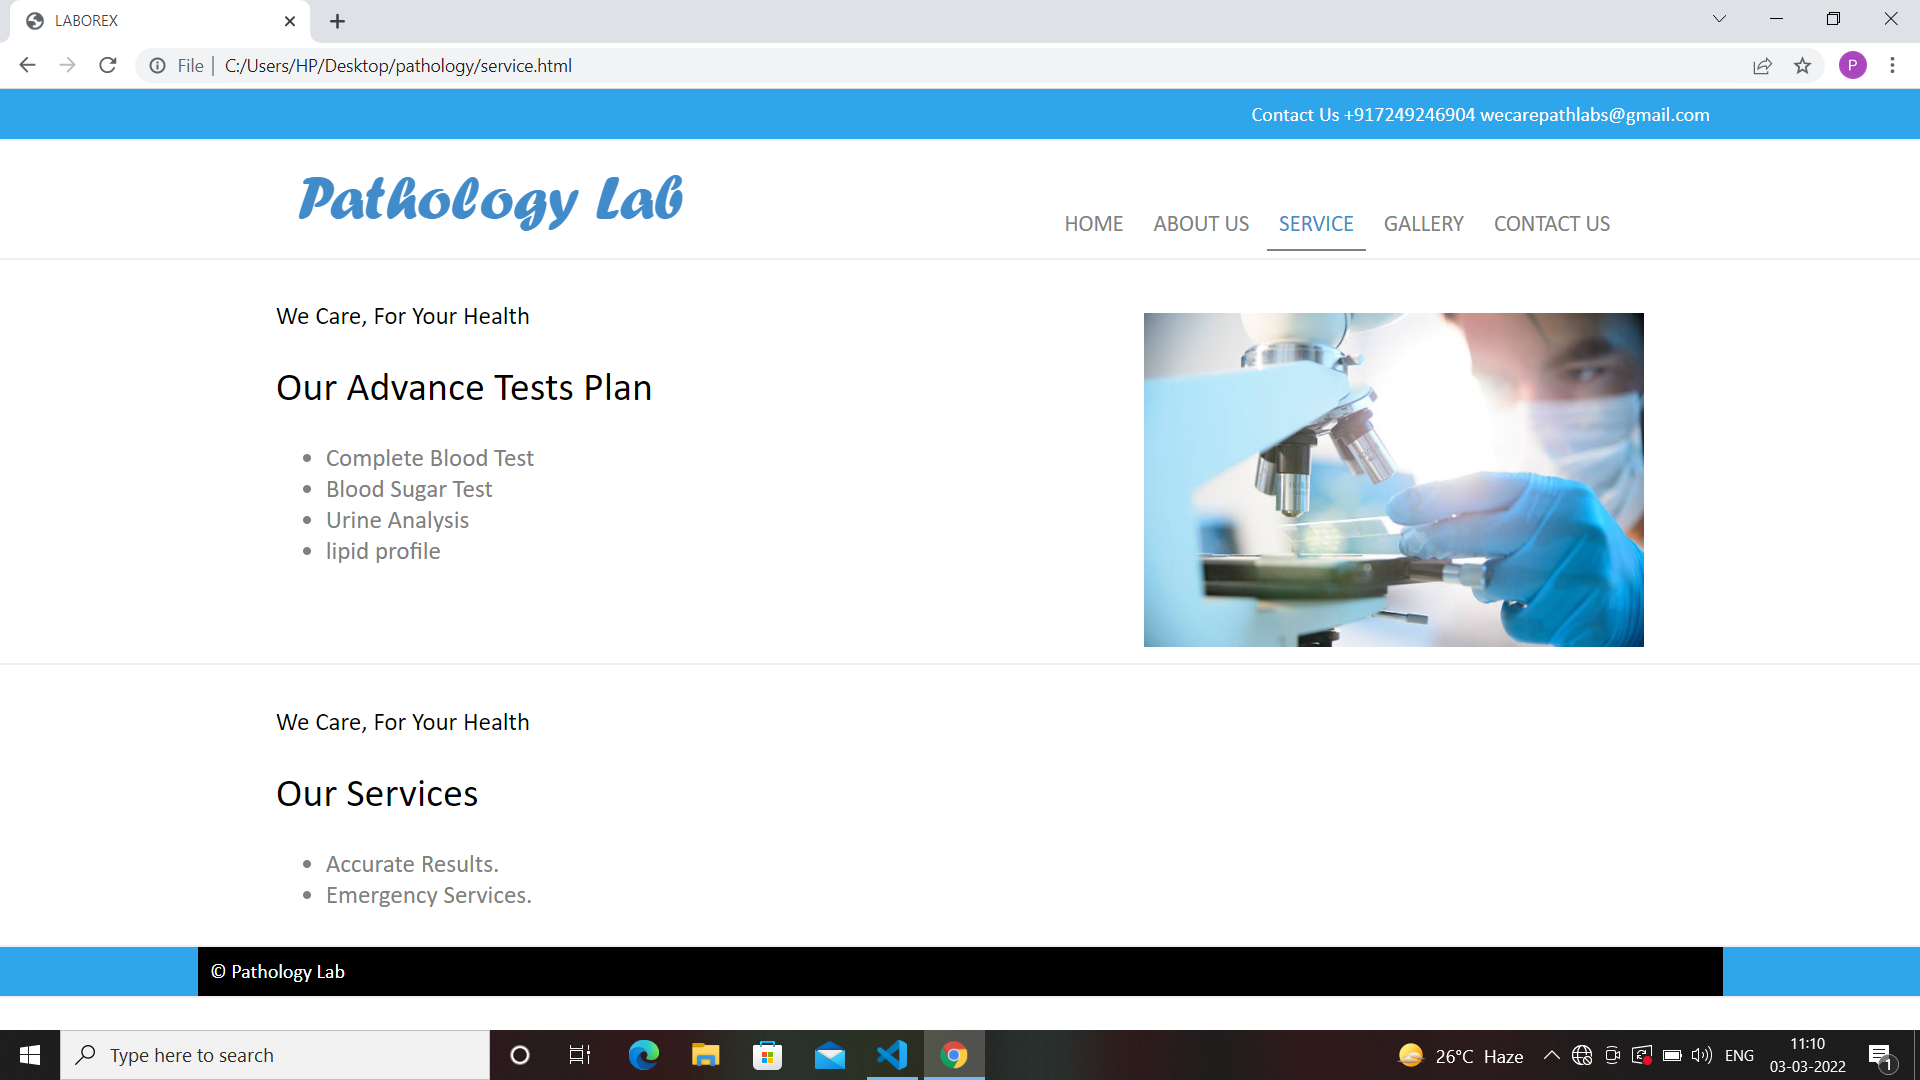 LABOREX
File | C:/Users/HP/Desktop/pathology/service.html
P
Contact Us +917249246904 wecarepathlabs@gmail.com
Pathology Lab
HOME ABOUT US SERVICE GALLERY CONTACT US
We Care, For Your Health
Our Advance Tests Plan
• Complete Blood Test
• Blood Sugar Test
• Urine Analysis
• lipid profile
We Care, For Your Health
Our Services
• Accurate Results.
• Emergency Services.
© Pathology Lab
Type here to search
26°C Haze
ENG
11:10
03-03-2022
1